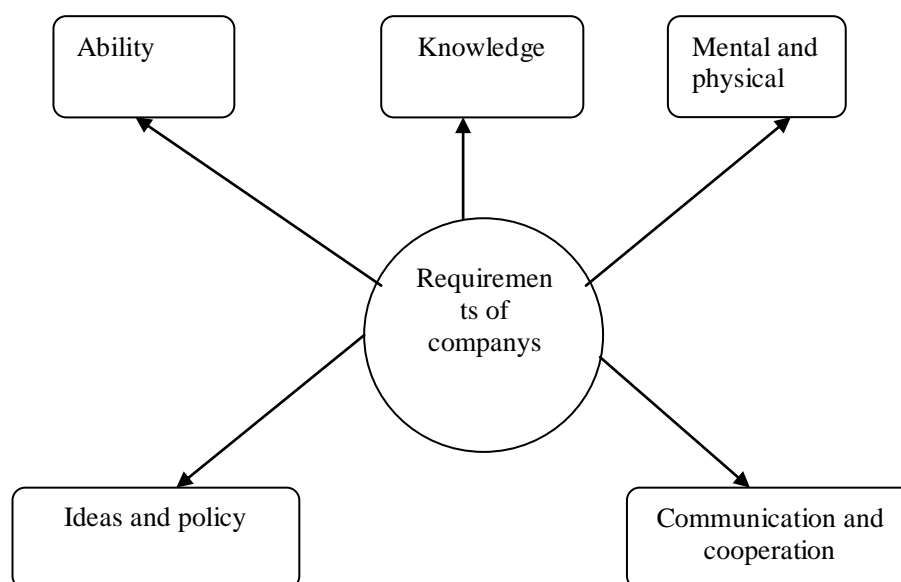 Ability
Knowledge
Mental and
physical
Requiremen
ts of
companys
Ideas and policy
Communication and
cooperation